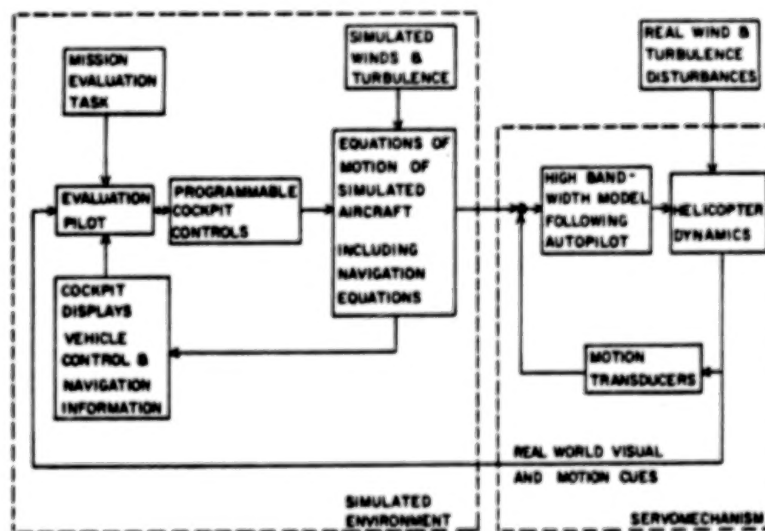 MISSION
EVALUATION
TASK
SIMULATED
WINDS &
TURBULENCE
REAL WIND &
TURBULENCE
DISTURBANCES
EVALUATION
PILOT
PROGRAMMABLE
COCKPIT
CONTROLS
EQUATIONS OF
MOTION OF
SIMULATED
AIRCRAFT
INCLUDING
NAVIGATION
EQUATIONS
HIGH BAND-
WIDTH MODEL
FOLLOWING
AUTOPILOT
HELICOPTER
DYNAMICS
COCKPIT
DISPLAYS
VEHICLE
CONTROL &
NAVIGATION
INFORMATION
MOTION
TRANSDUCERS
REAL WORLD VISUAL
AND MOTION CUES
SIMULATED
ENVIRONMENT
SERVOMECHANISM